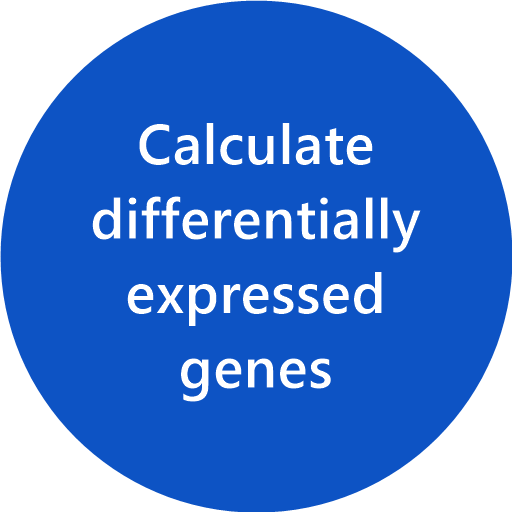 Calculate
differentially
expressed
genes